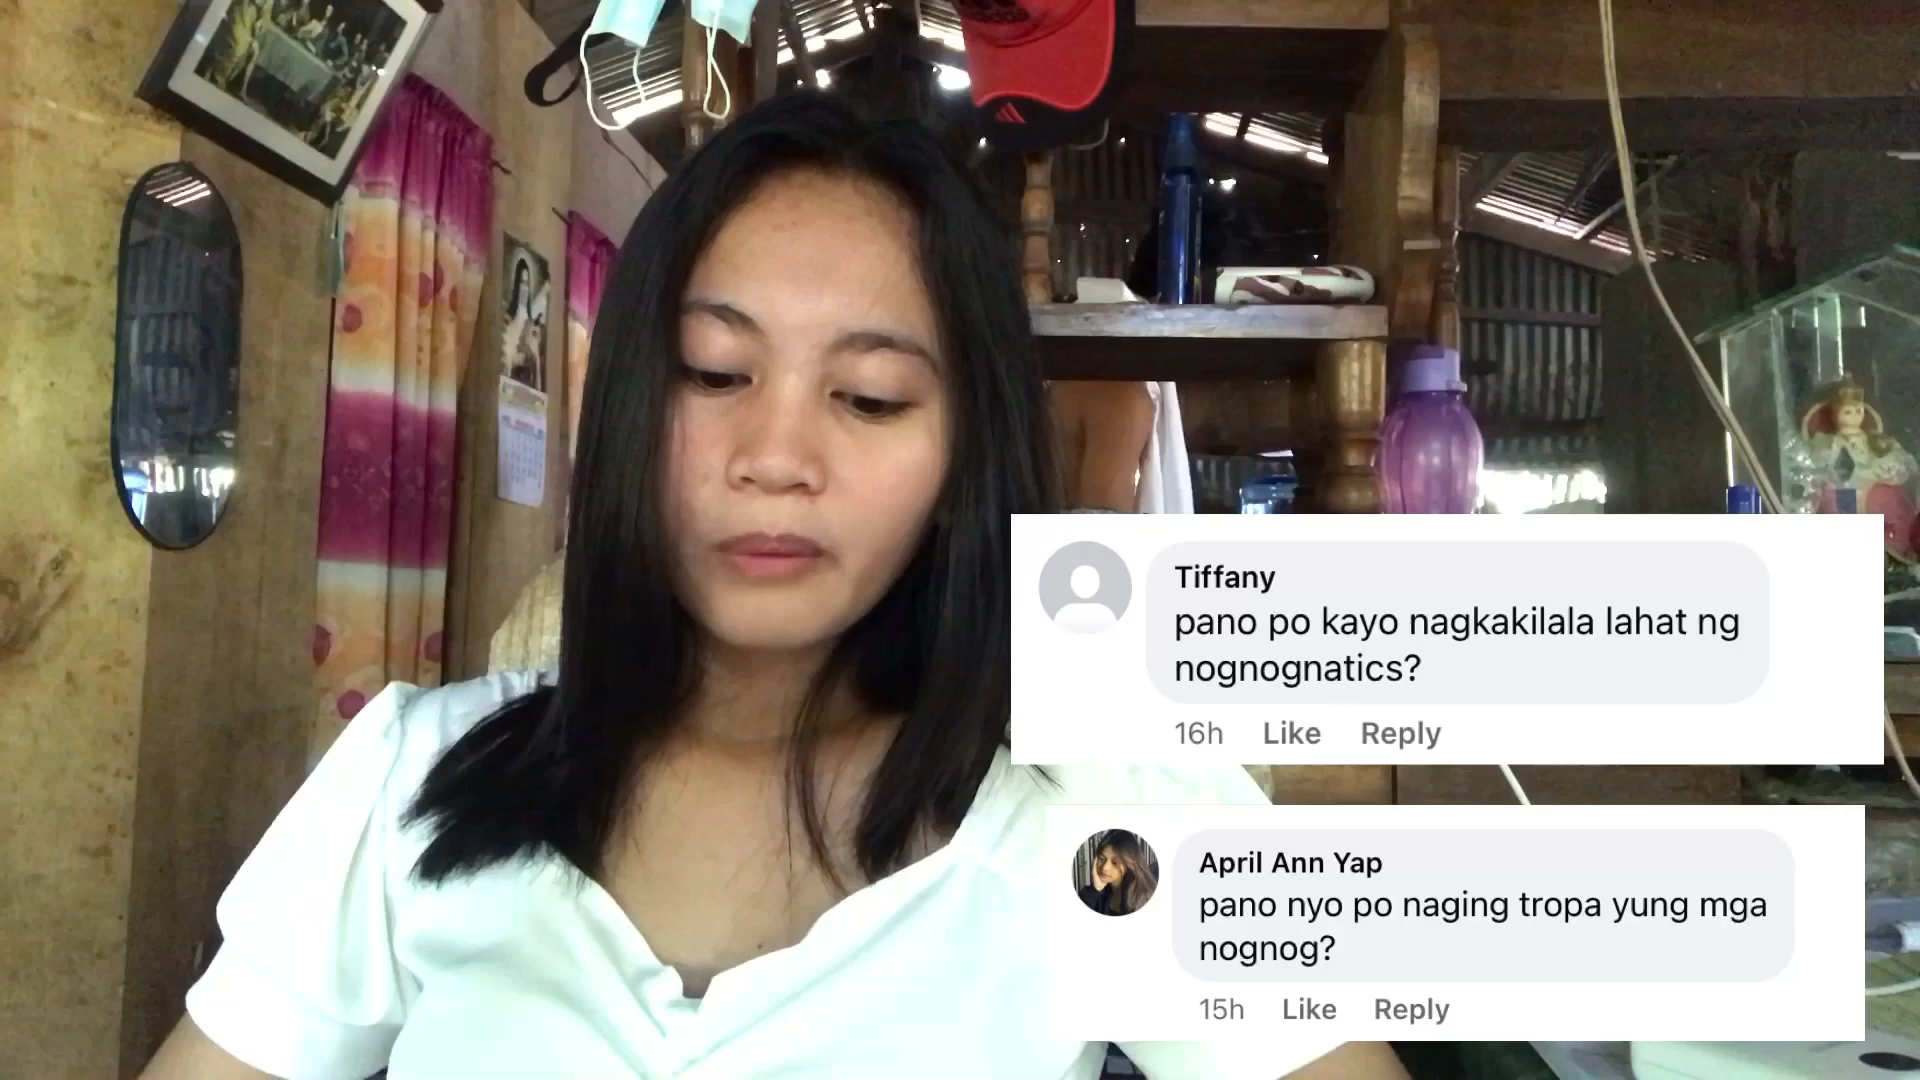 Tiffany
pano po kayo nagkakilala lahat ng
nognognatics?
16h Like Reply
April Ann Yap
pano nyo po naging tropa yung mga
nognog?
15h Like Reply